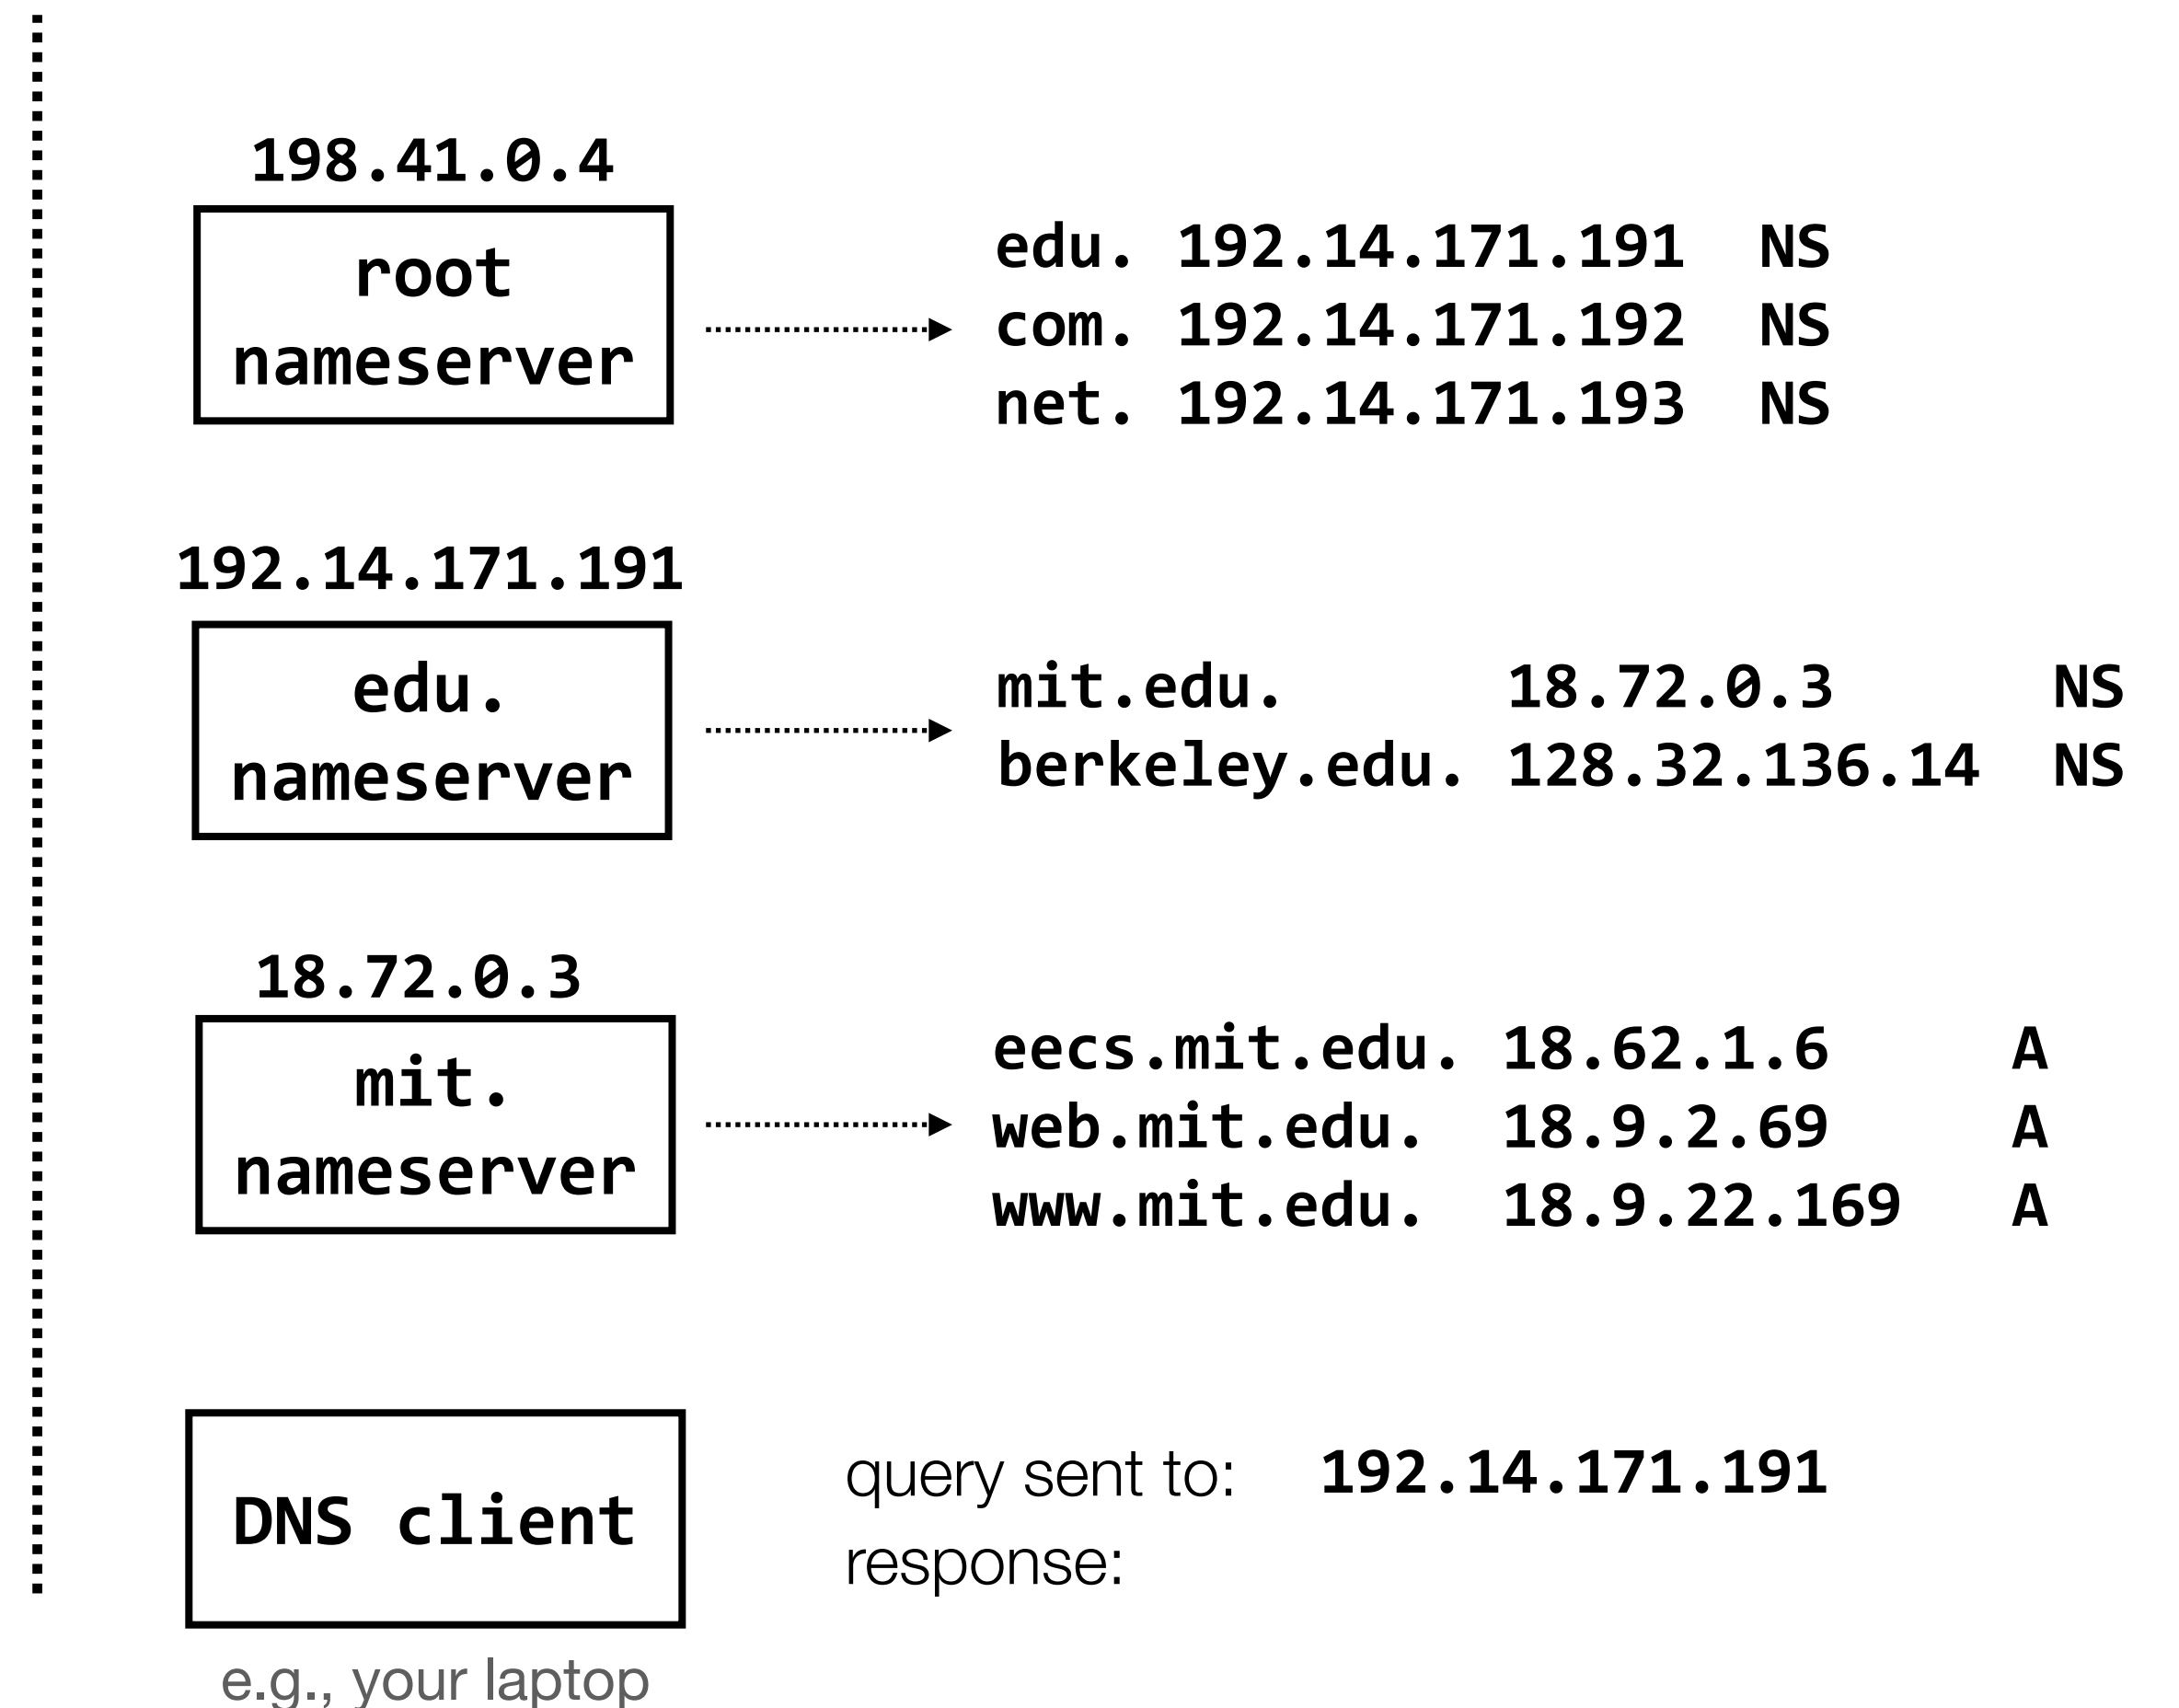 198.41.0.4
root
nameserver
edu. 192.14.171.191 NS
com. 192.14.171.192 NS
net. 192.14.171.193 NS
192.14.171.191
edu.
nameserver
mit.edu. 18.72.0.3 NS
berkeley.edu. 128.32.136.14 NS
18.72.0.3
mit.
nameserver
eecs.mit.edu. 18.62.1.6 A
web.mit.edu. 18.9.2.69 A
www.mit.edu. 18.9.22.169 A
DNS client
e.g., your laptop
query sent to: 192.14.171.191
response: